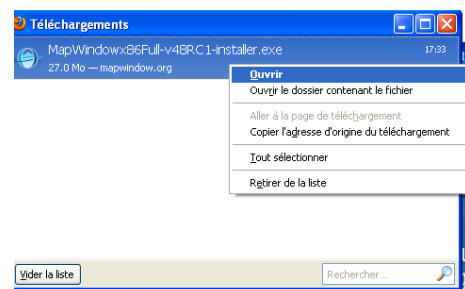 Téléchargements
MapWindowx86Full-v48RC1-installer.exe
17:33
27.0 Mo — mapwindow.org
Ouvrir
Ouvrir le dossier contenant le fichier
Aller à la page de téléchargement
Copier l'adresse d'origine du téléchargement
Tout sélectionner
Retirer de la liste
Vider la liste
Rechercher...